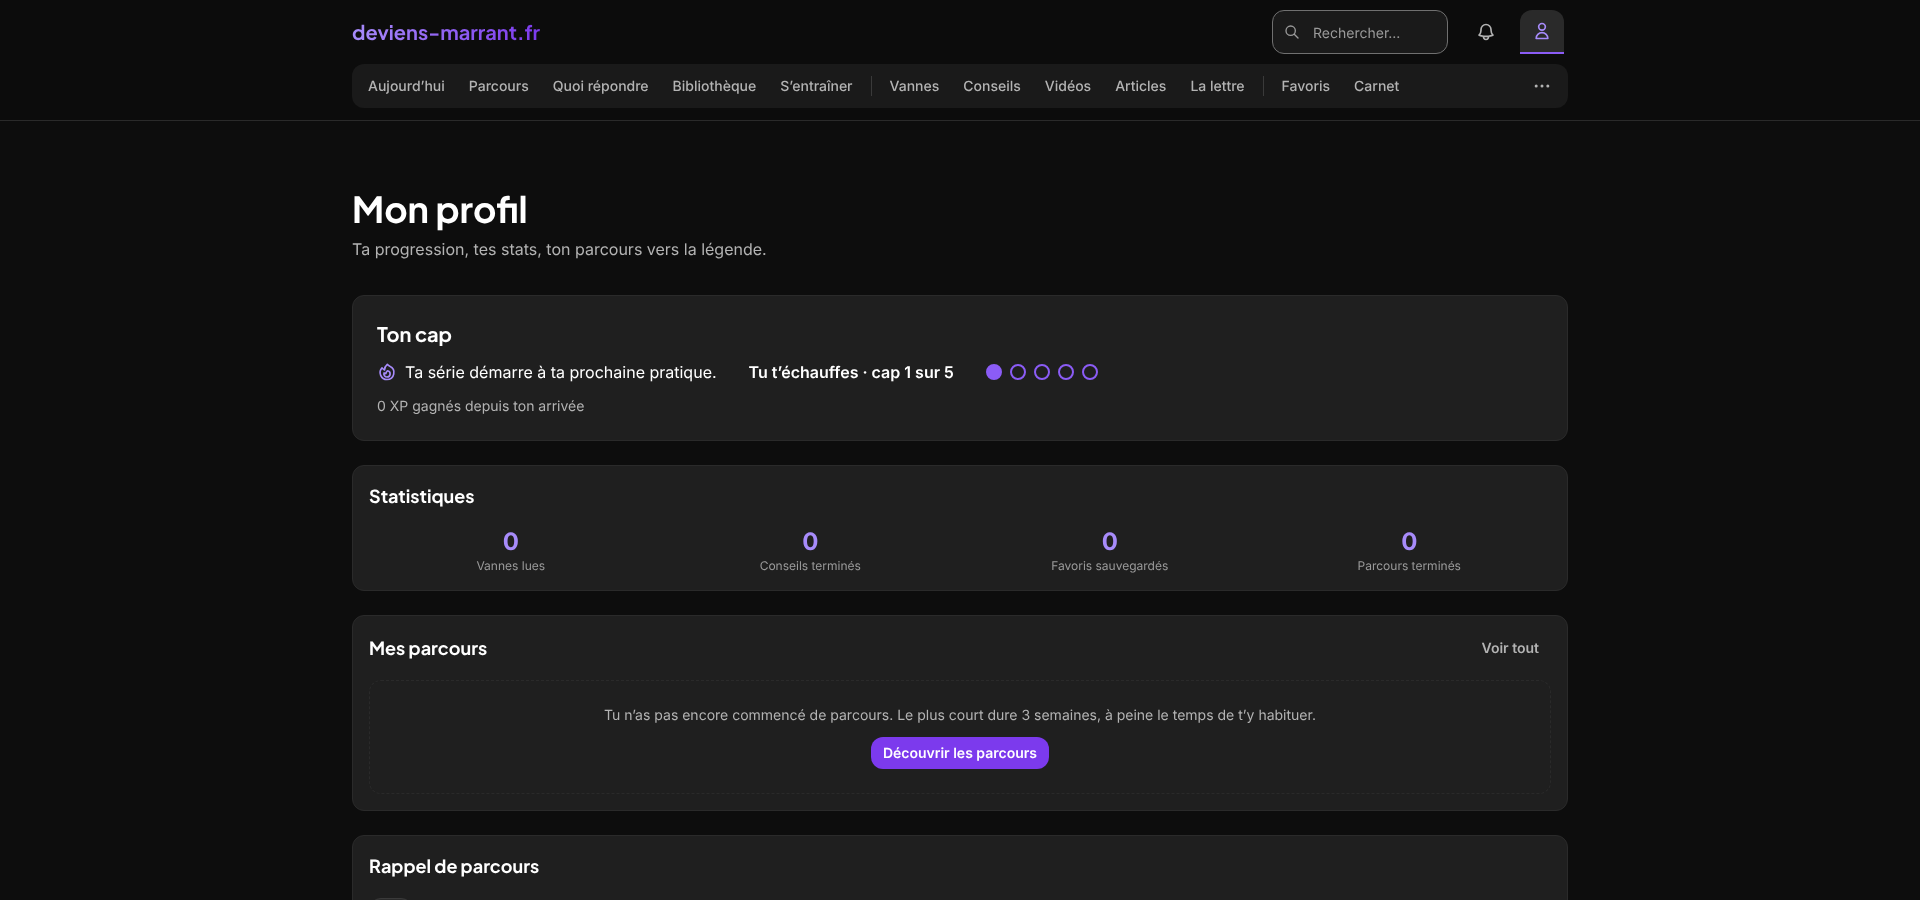 deviens-marrant.fr
Rechercher...
Aujourd’hui Parcours Quoi répondre Bibliothèque S’entraîner Vannes Conseils Vidéos Articles La lettre Favoris Carnet
Mon profil
Ta progression, tes stats, ton parcours vers la légende.
Ton cap
Ta série démarre à ta prochaine pratique. Tu t’échauffes · cap 1 sur 5
0 XP gagnés depuis ton arrivée
Statistiques
0 0 0 0
Vannes lues Conseils terminés Favoris sauvegardés Parcours terminés
Mes parcours Voir tout
Tu n’as pas encore commencé de parcours. Le plus court dure 3 semaines, à peine le temps de t’y habituer.
Découvrir les parcours
Rappel de parcours